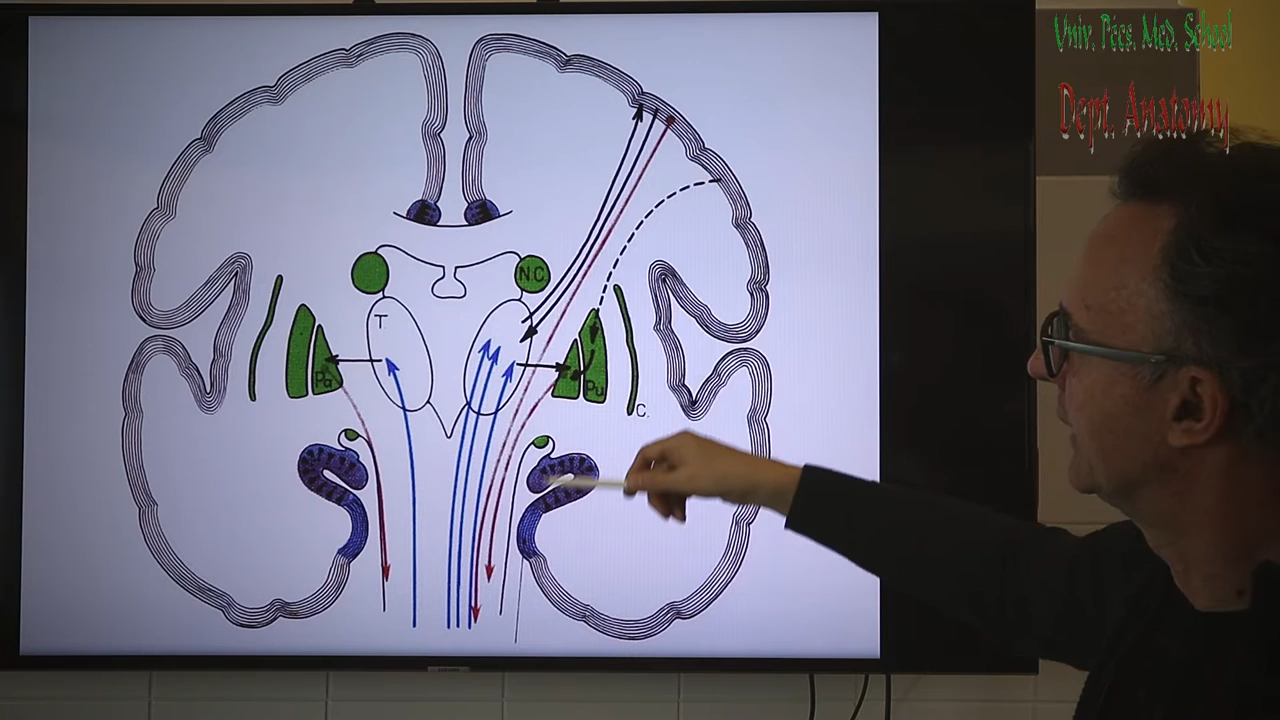 Univ. Pécs. Med. School
Dept. Anatomy
N.C.
T
Pa
Pu
C.